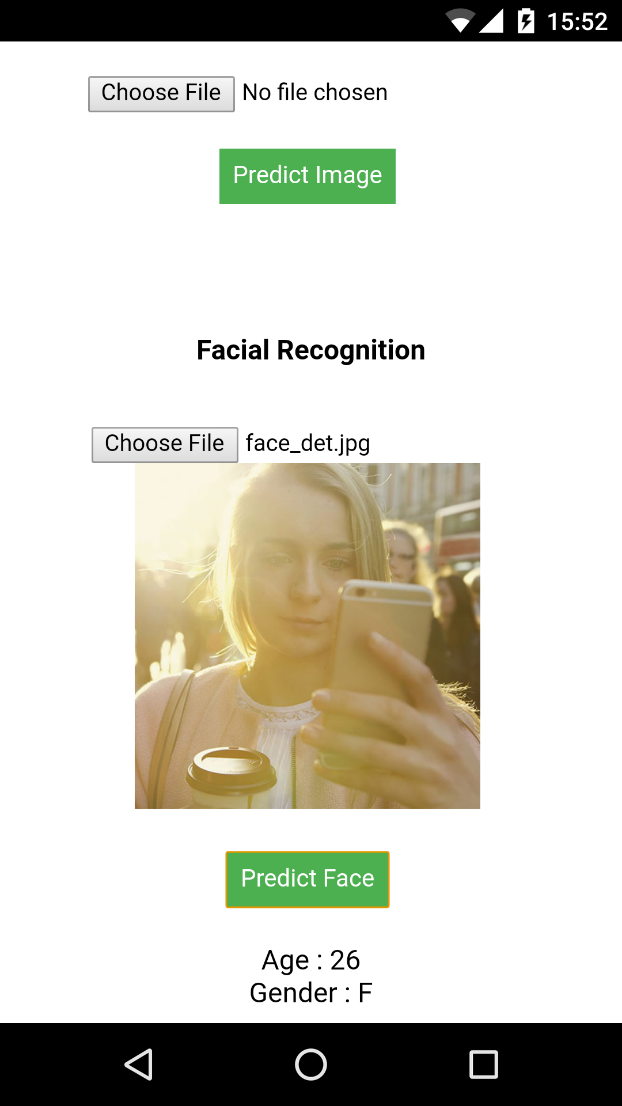 15:52
Choose File No file chosen
Predict Image
Facial Recognition
Choose File face_det.jpg
Predict Face
Age : 26
Gender : F